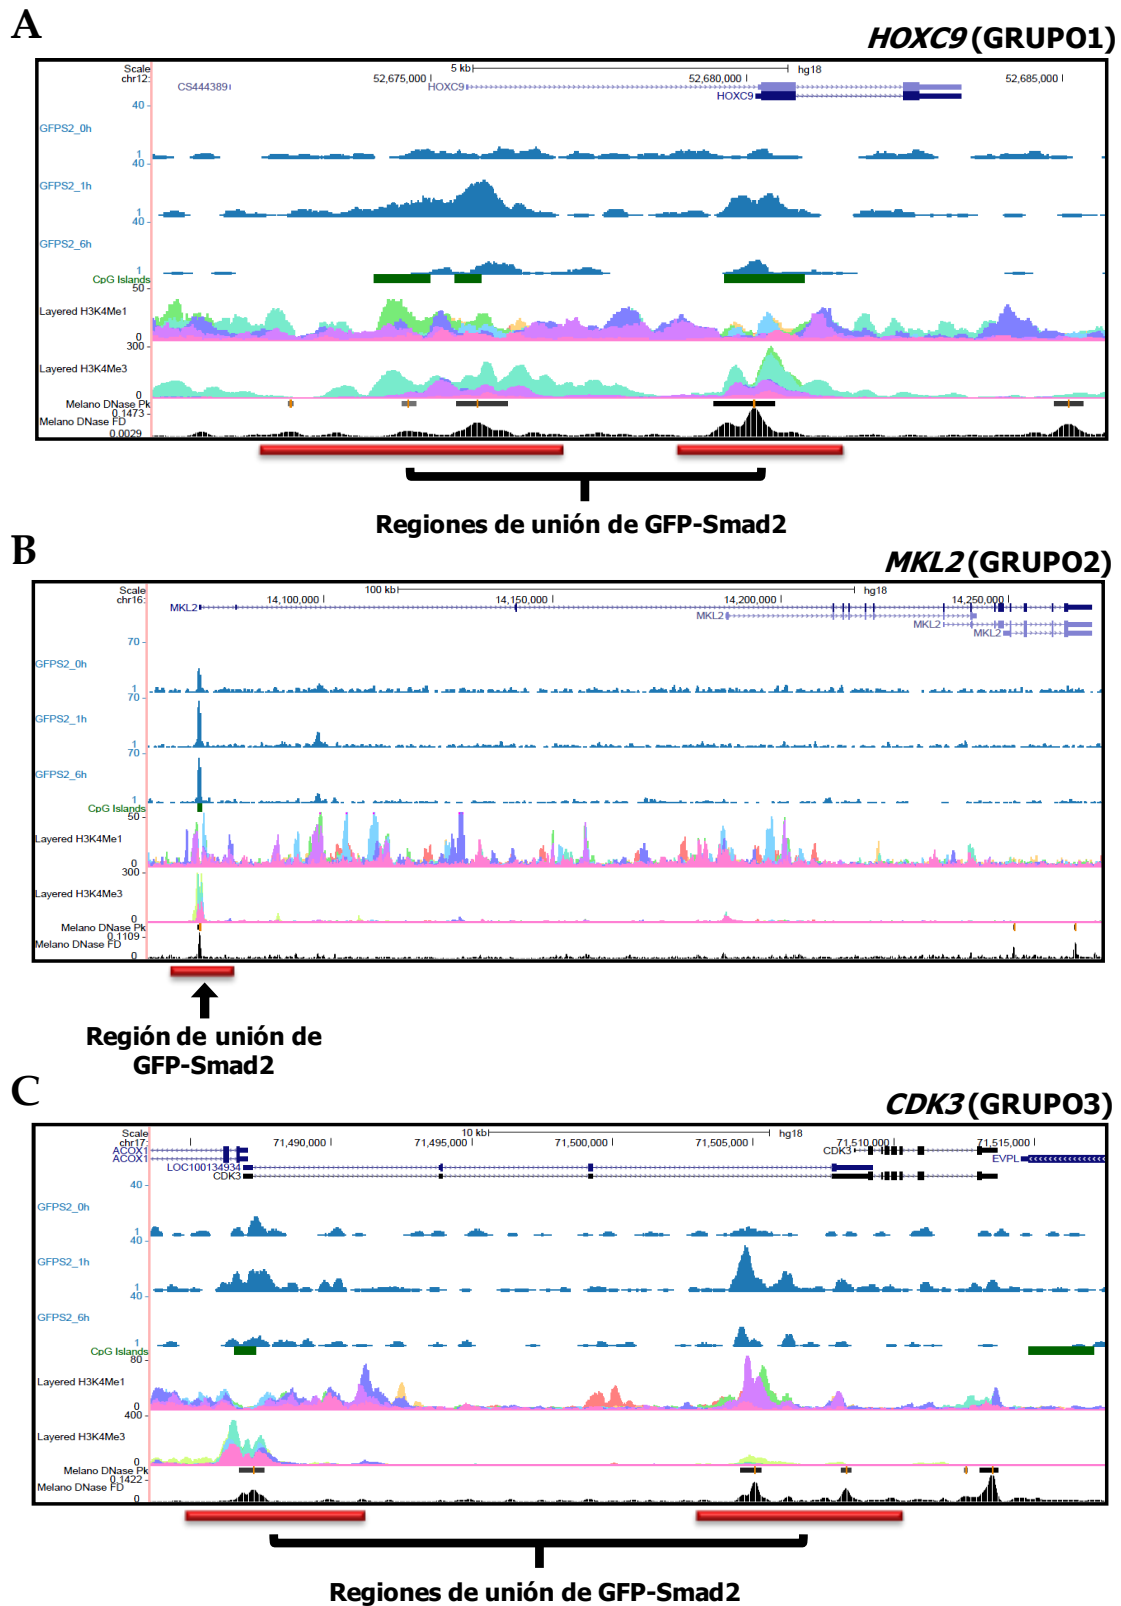 A
HOXC9 (GRUPO1)
Scale 5 kb hg18
chr12: 52,675,000 52,680,000 52,685,000
CS444389 HOXC9
HOXC9
40
GFPS2_0h
1
40
GFPS2_1h
1
40
GFPS2_6h
1
CpG Islands
50
Layered H3K4Me1
0
300
Layered H3K4Me3
0
Melano DNase Pk
0.1473
Melano DNase FD
0.0029
Regiones de unión de GFP-Smad2
B
MKL2 (GRUPO2)
Scale 100 kb hg18
chr16: 14,100,000 14,150,000 14,200,000 14,250,000
MKL2
MKL2
MKL2
MKL2
70
GFPS2_0h
1
70
GFPS2_1h
1
70
GFPS2_6h
1
CpG Islands
50
Layered H3K4Me1
0
300
Layered H3K4Me3
0
Melano DNase Pk
0.1109
Melano DNase FD
0
Región de unión de
GFP-Smad2
C
CDK3 (GRUPO3)
Scale 10 kb hg18
chr17: 71,490,000 71,495,000 71,500,000 71,505,000 71,510,000 71,515,000
ACOX1 CDK3
ACOX1 EVPL
LOC100134934
CDK3
40
GFPS2_0h
1
40
GFPS2_1h
1
40
GFPS2_6h
1
CpG Islands
80
Layered H3K4Me1
0
400
Layered H3K4Me3
0
Melano DNase Pk
0.1422
Melano DNase FD
0
Regiones de unión de GFP-Smad2